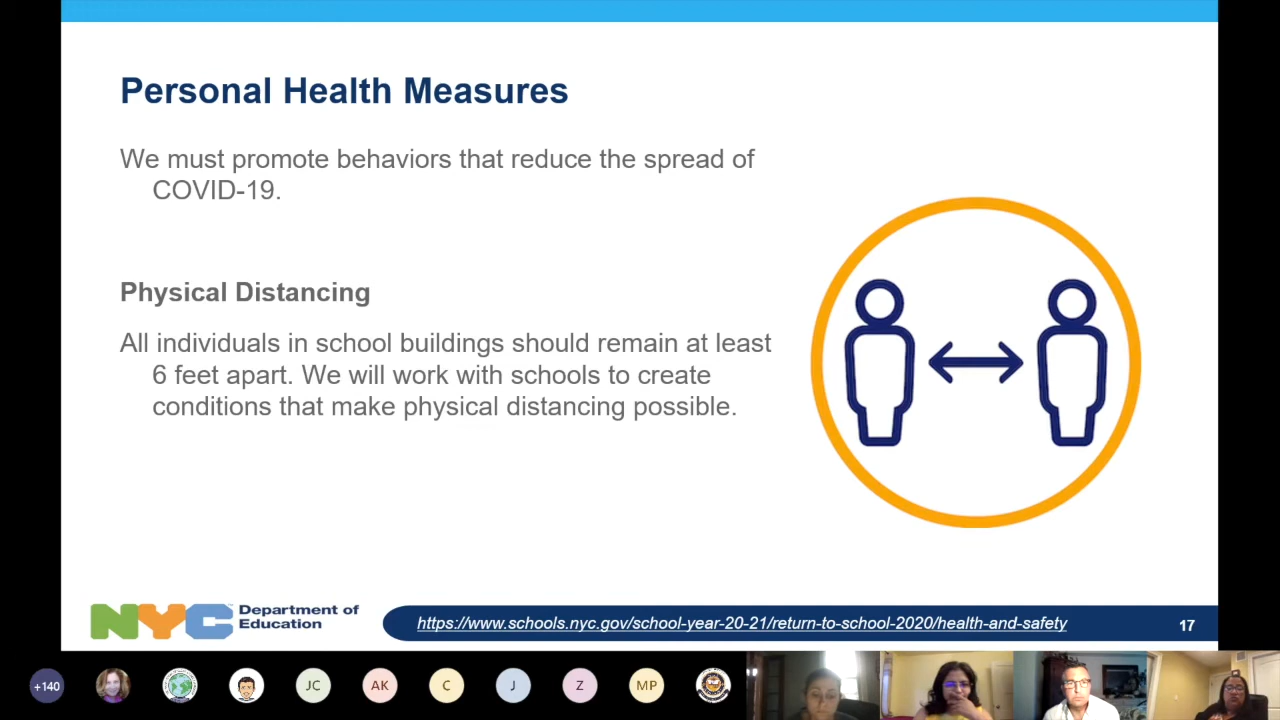 Personal Health Measures
We must promote behaviors that reduce the spread of
COVID-19.
Physical Distancing
All individuals in school buildings should remain at least
6 feet apart. We will work with schools to create
conditions that make physical distancing possible.
NYC Department of
Education
https://www.schools.nyc.gov/school-year-20-21/return-to-school-2020/health-and-safety
17
+140
JC
AK
C
J
Z
MP